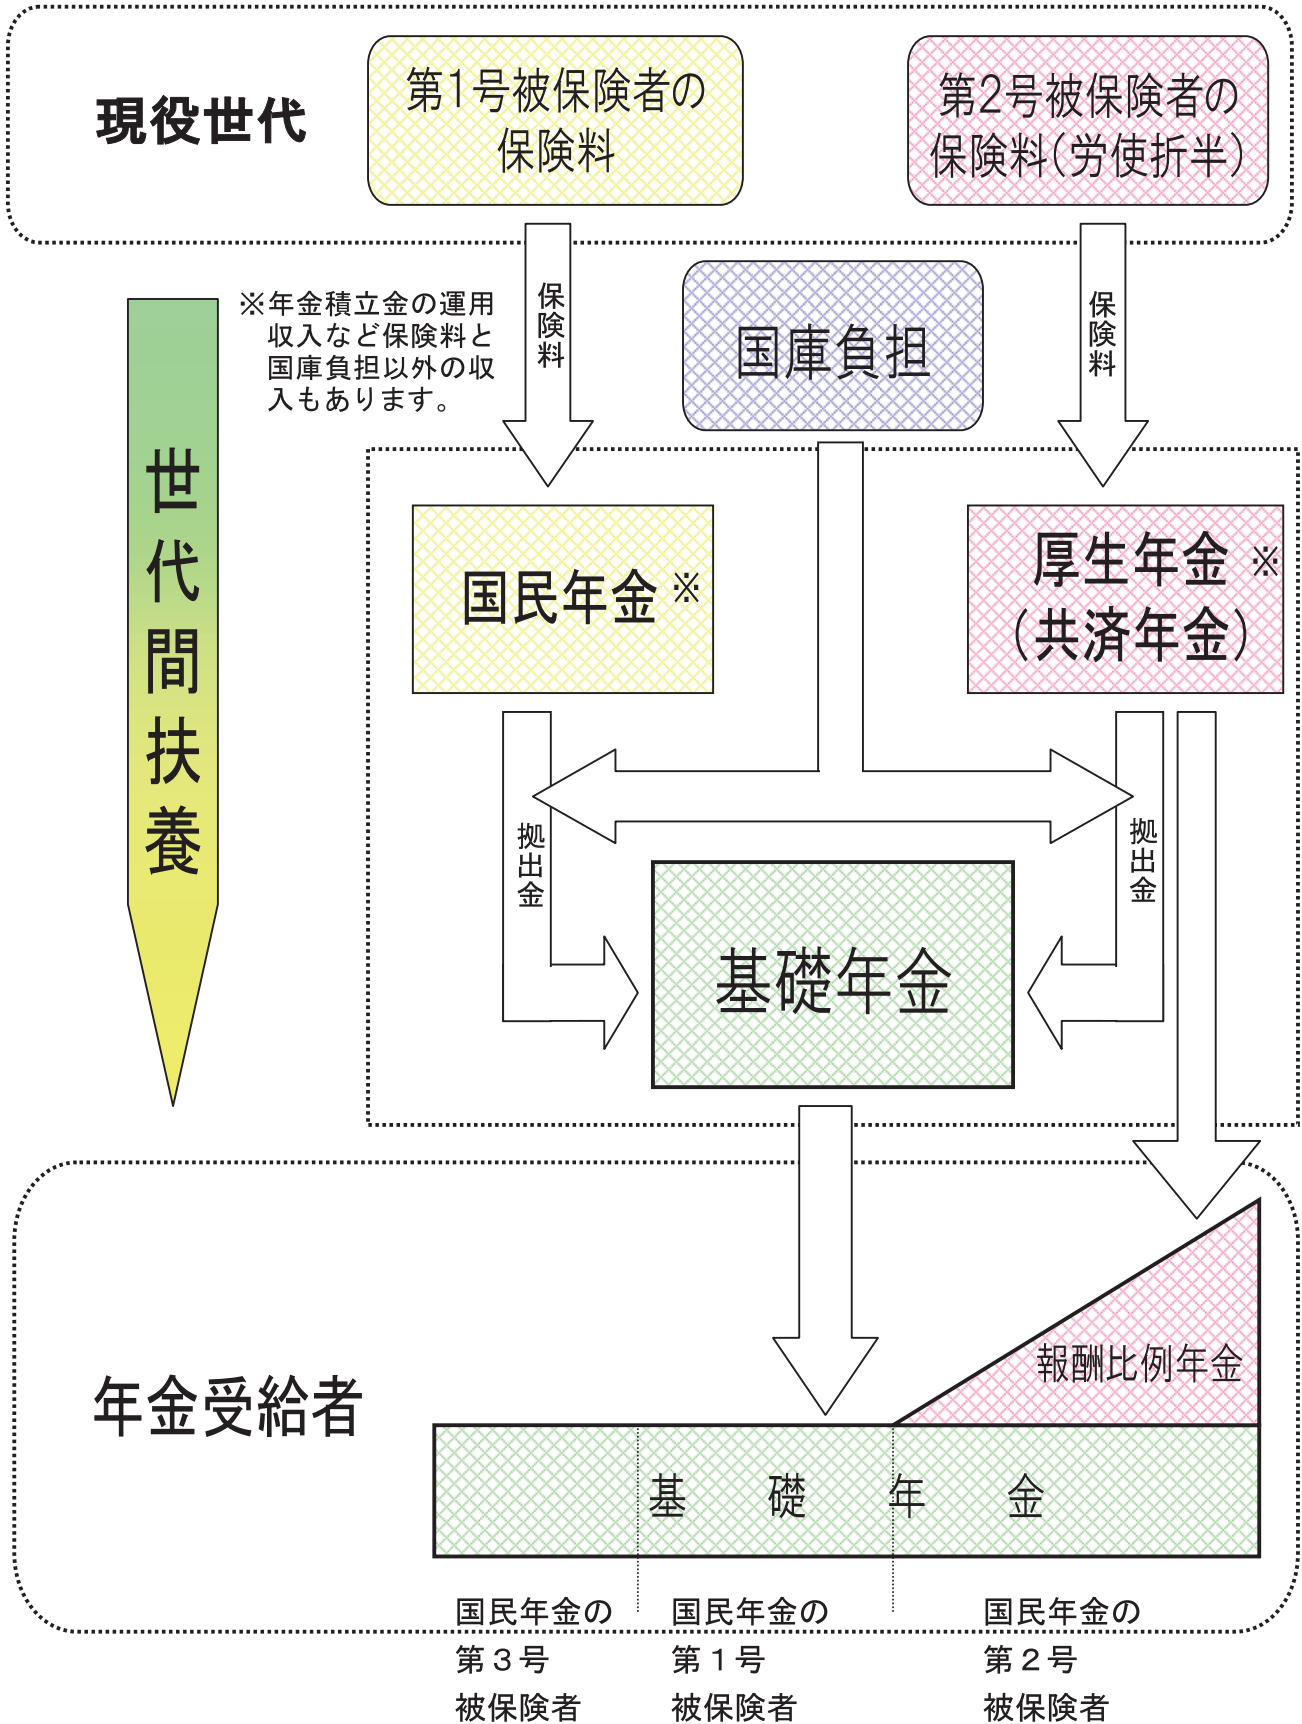 現役世代
第1号被保険者の
保険料
第2号被保険者の
保険料（労使折半）
※年金積立金の運用
収入など保険料と
国庫負担以外の収
入もあります。
保険料
国庫負担
保険料
世代間扶養
国民年金※
厚生年金※
（共済年金）
拠出金
拠出金
基礎年金
年金受給者
報酬比例年金
基礎年金
国民年金の
第３号
被保険者
国民年金の
第１号
被保険者
国民年金の
第２号
被保険者